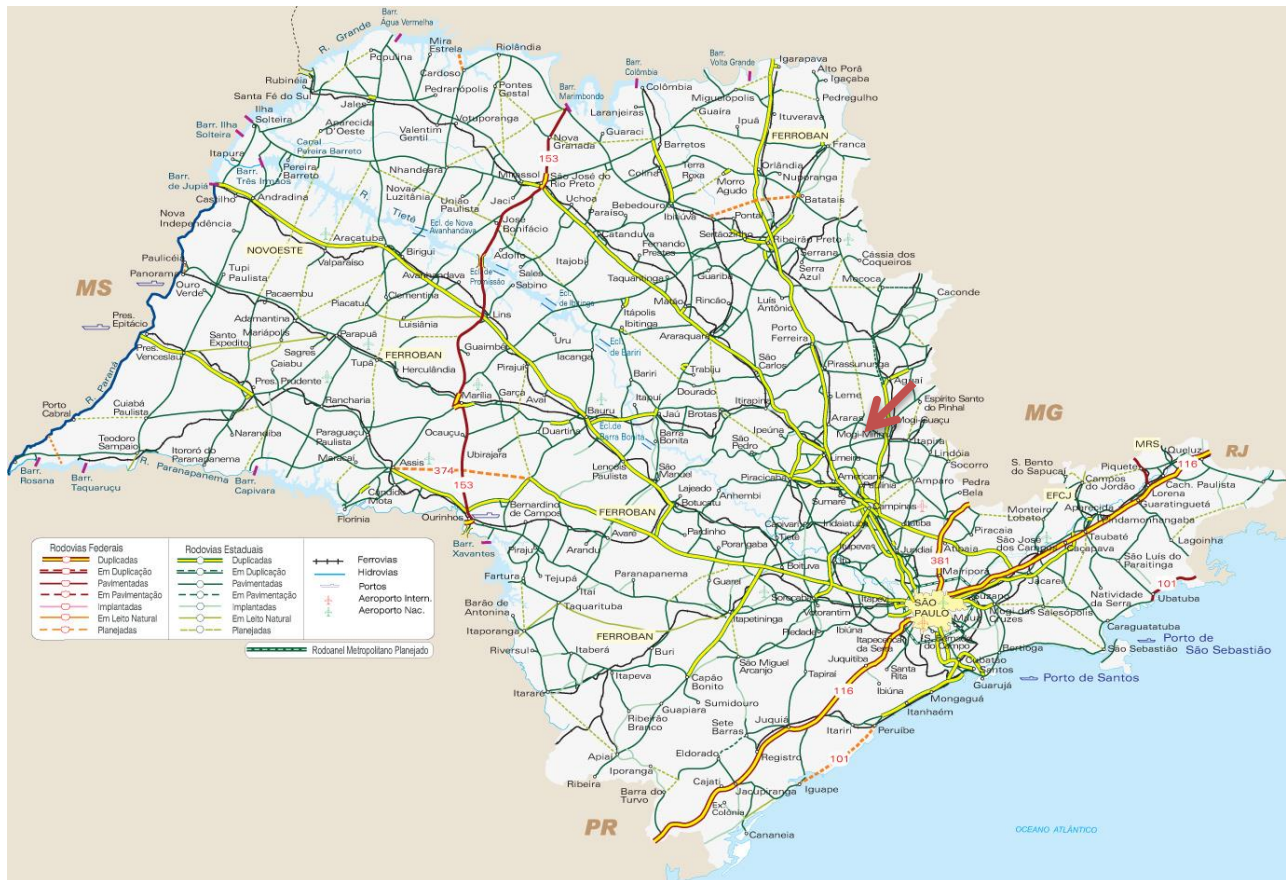 R. Grande
Barr.
Água Vermelha
Mira
Estrela
Riolândia
Populina
Cardoso
Rubinéia
Pedranópolis
Pontes
Gestal
Santa Fé do Sul
Jales
Barr.
Marimbondo
Barr.
Colômbia
Colômbia
Laranjeiras
Barr.
Volta Grande
Igarapava
Alto Porã
Igaçaba
Miguelópolis
Pedregulho
Guaíra
Ituverava
Ipuã
Ilha
Solteira
Barr. Ilha
Solteira
Aparecida
D'Oeste
Votuporanga
Valentim
Gentil
Guaraci
Nova
Granada
Barretos
FERROBAN
Franca
Canal
Pereira Barreto
Itapura
Pereira
Barreto
Barr.
Três Irmãos
Barr.
de Jupiá
Nhandeara
153
Mirassol
São José do
Rio Preto
Colina
Terra
Roxa
Orlândia
Nuporanga
Morro
Agudo
Castilho
Andradina
R. Tietê
Nova
Luzitânia
União
Paulista
Jaci
Uchoa
Paraíso
Bebedouro
Ibitiúva
Pontal
Batatais
Nova
Independência
José
Bonifácio
Catanduva
Fernando
Prestes
Sertãozinho
Ribeirão Preto
Ecl. de Nova
Avanhandava
NOVOESTE
Araçatuba
Birigui
Valparaíso
Adolfo
Sales
Sabino
Itajobi
Taquaritinga
Guariba
Serrana
Serra
Azul
Cássia dos
Coqueiros
Paulicéia
Panorama
Tupi
Paulista
Avanhandava
Ecl. de
Promissão
Mococa
MS
Ouro
Verde
Pacaembu
Piacatu
Clementina
Ecl.
de Ibitinga
Matão
Rincão
Luís
Antônio
Caconde
Pres.
Epitácio
Adamantina
Mariápolis
Luisiânia
Lins
Itápolis
Ibitinga
Pres.
Venceslau
Santo
Expedito
Parapuã
Guaimbê
Uru
Iacanga
Araraquara
Porto
Ferreira
Sagres
Caiabu
Tupã
FERROBAN
Herculândia
Pirajuí
Ecl.
de Bariri
Trabiju
São
Carlos
Pirassununga
R. Paraná
Pres. Prudente
Garça
Avaí
Bariri
Dourado
Aguaí
Porto
Cabral
Cuiabá
Paulista
Rancharia
Marília
Bauru
Itapuí
Jaú
Brotas
Itirapina
Leme
Espírito Santo
do Pinhal
MG
Duartina
Ecl. de
Barra Bonita
Barra
Bonita
São
Pedro
Ipeúna
Araras
Mogi-Guaçu
Mogi-Mirim
Itapira
Teodoro
Sampaio
Narandiba
Paraguaçu
Paulista
Ocauçu
Limeira
Lindóia
Itororó do
Paranapanema
Maracaí
Assis
Ubirajara
Lençóis
Paulista
São
Manuel
Piracicaba
Americana
Paulínia
Socorro
MRS
Queluz
116
RJ
Barr.
Rosana
Barr.
Taquaruçu
R. Paranapanema
Barr.
Capivara
374
153
Lajeado
Botucatu
Anhembi
Sumaré
Campinas
Amparo
Pedra
Bela
S. Bento
do Sapucaí
Piquete
Cach. Paulista
Campos
do Jordão
Lorena
Candida
Mota
Florínia
Ourinhos
Bernardino
de Campos
FERROBAN
Capivari
Tietê
Indaiatuba
Itatiba
EFCJ
Aparecida
Guaratinguetá
Monteiro
Lobato
Pindamonhangaba
Barr.
Xavantes
Avaré
Pardinho
Porangaba
Itupeva
Jundiaí
Atibaia
Piracaia
São José
dos Campos
Taubaté
Caçapava
Lagoinha
Piraju
Arandu
Boituva
381
Mairiporã
São Luís do
Paraitinga
Fartura
Tejupá
Paranapanema
Guareí
Jacareí
101
Rodovias Federais
Duplicadas
Em Duplicação
Pavimentadas
Em Pavimentação
Implantadas
Em Leito Natural
Planejadas
Rodovias Estaduais
Duplicadas
Em Duplicação
Pavimentadas
Em Pavimentação
Implantadas
Em Leito Natural
Planejadas
Ferrovias
Hidrovias
Portos
Aeroporto Intern.
Aeroporto Nac.
Rodoanel Metropolitano Planejado
Itaí
Taquarituba
Sorocaba
Votorantim
Itapevi
SÃO
PAULO
Suzano
Mogi das
Cruzes
Salesópolis
Natividade
da Serra
Ubatuba
Barão de
Antonina
Itaporanga
Itapetininga
Piedade
Ibiúna
Mauá
Caraguatatuba
Riversul
FERROBAN
Itapecerica
da Serra
S. Bernardo
do Campo
Bertioga
São Sebastião
Porto de
São Sebastião
Itaberá
Buri
São Miguel
Arcanjo
Tapiraí
Juquitiba
Santa
Rita
Cubatão
Santos
Porto de Santos
Itararé
Itapeva
Capão
Bonito
116
Ibiúna
Guarujá
Mongaguá
Itanhaém
Guapiara
Sumidouro
Ribeirão
Branco
Sete
Barras
Juquiá
Itariri
Peruíbe
Apiaí
Eldorado
Registro
101
Ribeira
Iporanga
Barra do
Turvo
Cajati
Jacupiranga
Iguape
Ex.
Colônia
PR
Cananeia
OCEANO ATLÂNTICO